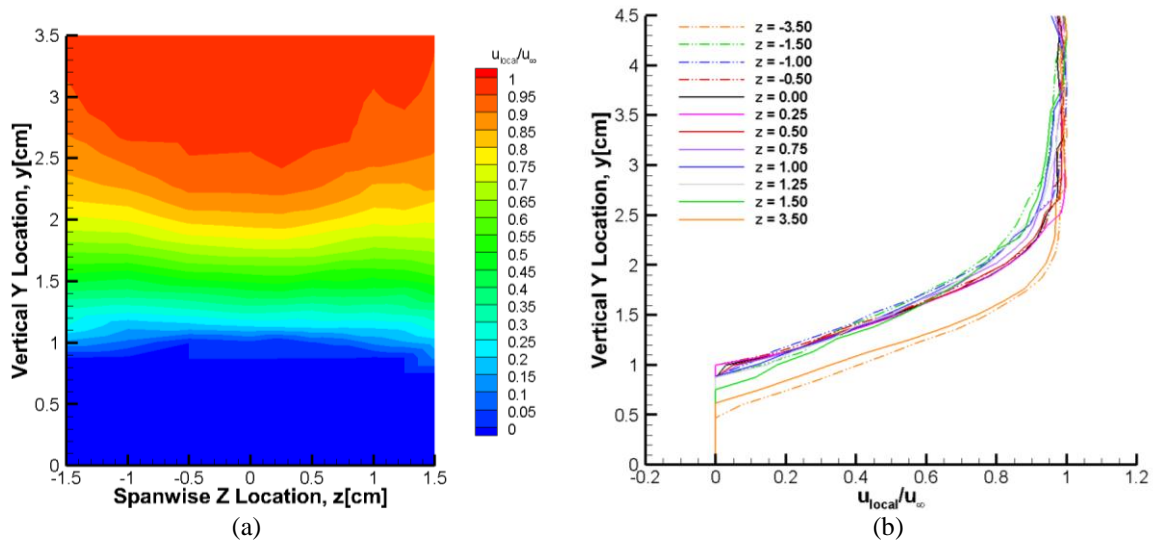 u_local/u_∞
1
0.95
0.9
0.85
0.8
0.75
0.7
0.65
0.6
0.55
0.5
0.45
0.4
0.35
0.3
0.25
0.2
0.15
0.1
0.05
0
Vertical Y Location, y[cm]
3.5
3
2.5
2
1.5
1
0.5
0
-1.5
-1
-0.5
0
0.5
1
1.5
Spanwise Z Location, z[cm]
(a)
Vertical Y Location, y[cm]
4.5
4
3.5
3
2.5
2
1.5
1
0.5
0
z = -3.50
z = -1.50
z = -1.00
z = -0.50
z = 0.00
z = 0.25
z = 0.50
z = 0.75
z = 1.00
z = 1.25
z = 1.50
z = 3.50
-0.2
0
0.2
0.4
0.6
0.8
1
1.2
u_local/u_∞
(b)